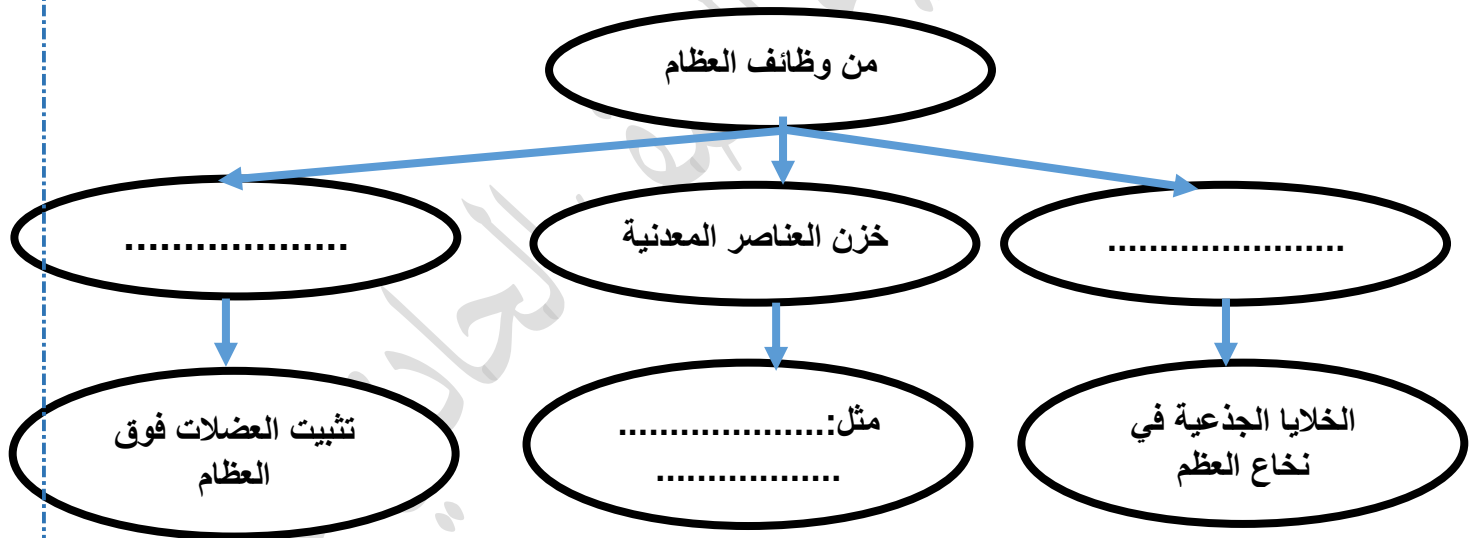 من وظائف العظام
.......................
خزن العناصر المعدنية
...................
الخلايا الجذعية في
نخاع العظم
مثل:....................
..................
تثبيت العضلات فوق
العظام